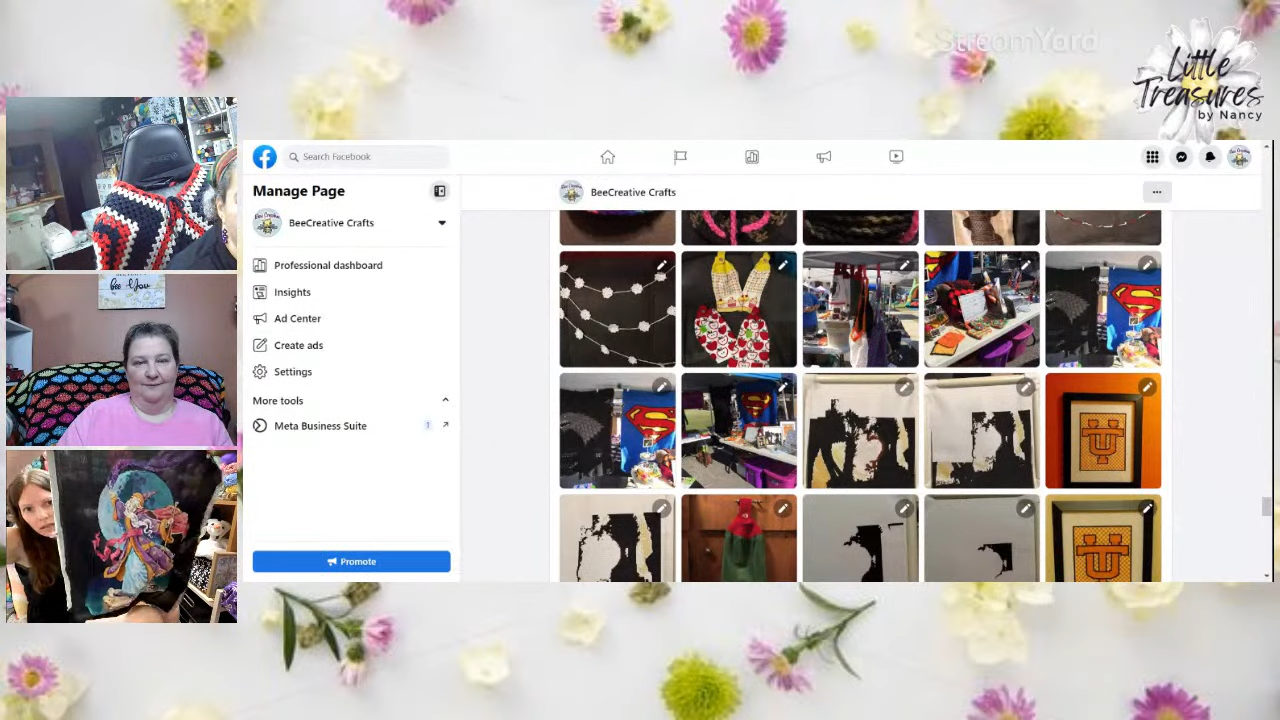 StreamYard
Little
Treasures
by Nancy
Search Facebook
Manage Page
BeeCreative Crafts
BeeCreative Crafts
Professional dashboard
Insights
Ad Center
Create ads
Settings
More tools
Meta Business Suite
1
Promote
Bee You